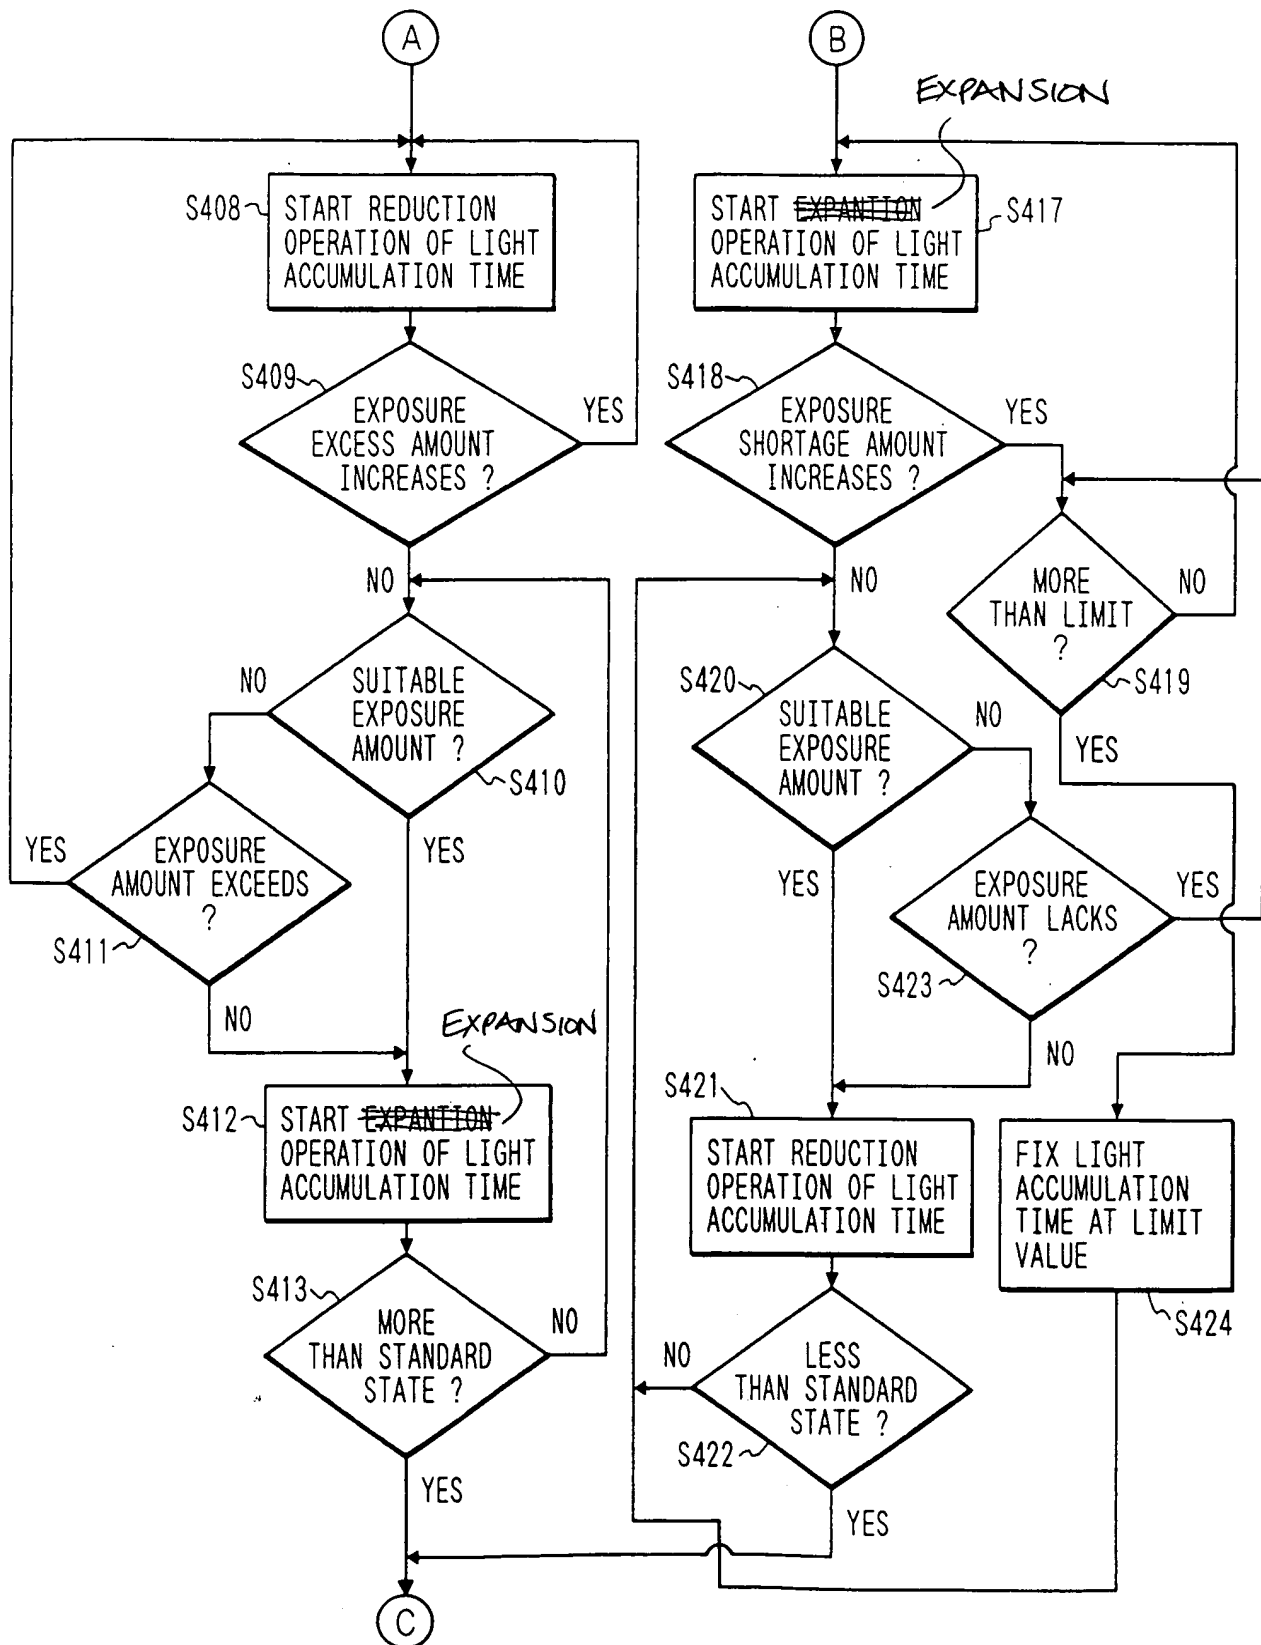 A
B
EXPANSION
S408
START REDUCTION
OPERATION OF LIGHT
ACCUMULATION TIME
START EXPANTION
OPERATION OF LIGHT
ACCUMULATION TIME
S417
S409
EXPOSURE
EXCESS AMOUNT
INCREASES ?
YES
NO
S418
EXPOSURE
SHORTAGE AMOUNT
INCREASES ?
YES
NO
MORE
THAN LIMIT
?
NO
S419
YES
SUITABLE
EXPOSURE
AMOUNT ?
NO
S410
YES
S420
SUITABLE
EXPOSURE
AMOUNT ?
NO
YES
YES
EXPOSURE
AMOUNT EXCEEDS
?
S411
NO
EXPOSURE
AMOUNT LACKS
?
YES
S423
NO
EXPANSION
S412
START EXPANTION
OPERATION OF LIGHT
ACCUMULATION TIME
S421
START REDUCTION
OPERATION OF LIGHT
ACCUMULATION TIME
FIX LIGHT
ACCUMULATION
TIME AT LIMIT
VALUE
S424
S413
MORE
THAN STANDARD
STATE ?
NO
YES
NO
LESS
THAN STANDARD
STATE ?
S422
YES
C